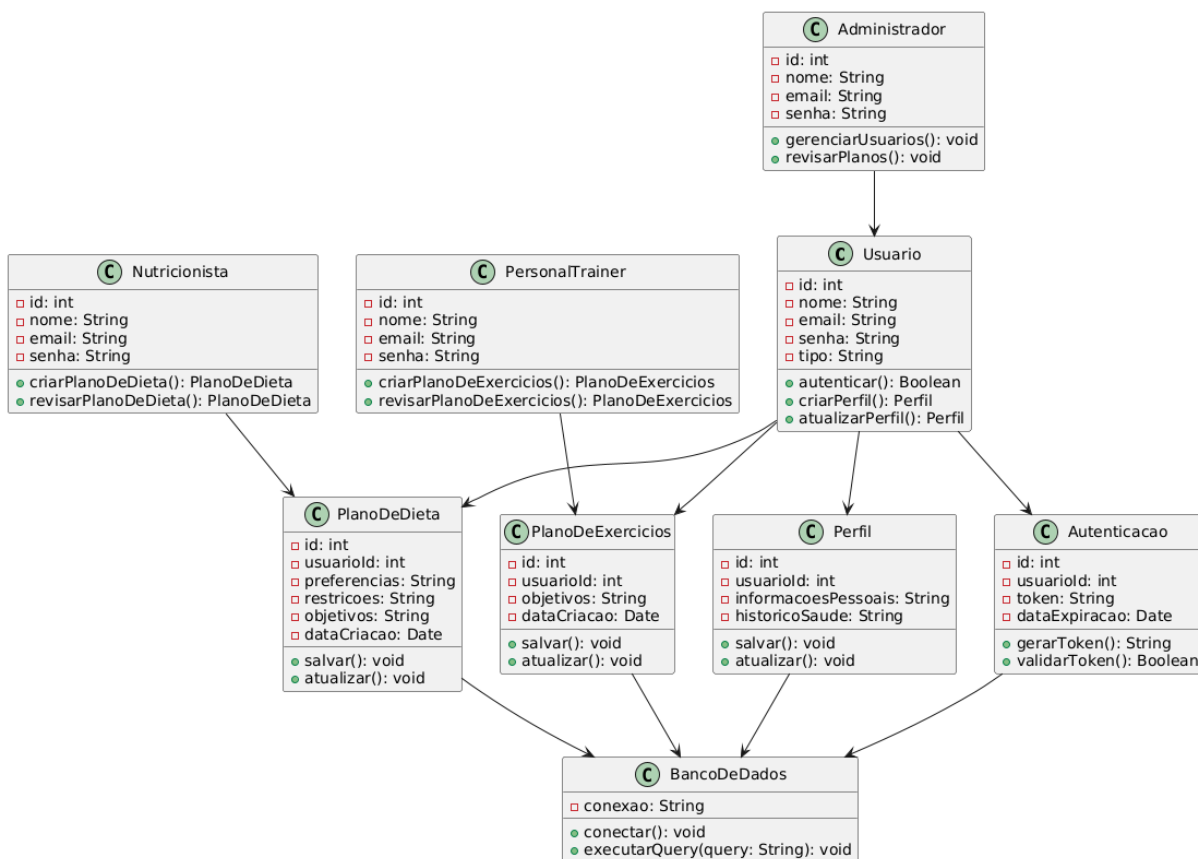 C Administrador
id: int
nome: String
email: String
senha: String
gerenciarUsuarios(): void
revisarPlanos(): void
C Nutricionista
id: int
nome: String
email: String
senha: String
criarPlanoDeDieta(): PlanoDeDieta
revisarPlanoDeDieta(): PlanoDeDieta
C PersonalTrainer
id: int
nome: String
email: String
senha: String
criarPlanoDeExercicios(): PlanoDeExercicios
revisarPlanoDeExercicios(): PlanoDeExercicios
C Usuario
id: int
nome: String
email: String
senha: String
tipo: String
autenticar(): Boolean
criarPerfil(): Perfil
atualizarPerfil(): Perfil
C PlanoDeDieta
id: int
usuarioId: int
preferencias: String
restricoes: String
objetivos: String
dataCriacao: Date
salvar(): void
atualizar(): void
C PlanoDeExercicios
id: int
usuarioId: int
objetivos: String
dataCriacao: Date
salvar(): void
atualizar(): void
C Perfil
id: int
usuarioId: int
informacoesPessoais: String
historicoSaude: String
salvar(): void
atualizar(): void
C Autenticacao
id: int
usuarioId: int
token: String
dataExpiracao: Date
gerarToken(): String
validarToken(): Boolean
C BancoDeDados
conexao: String
conectar(): void
executarQuery(query: String): void